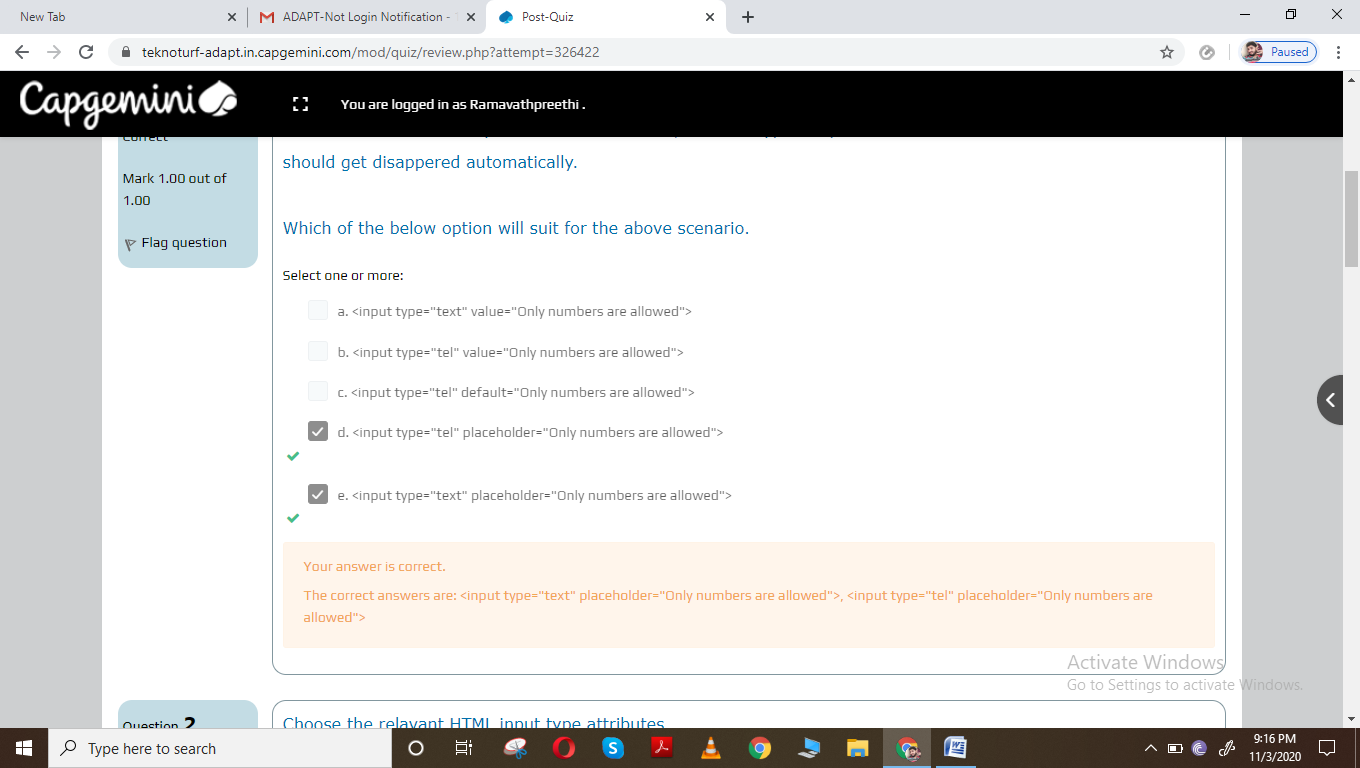 New Tab
ADAPT-Not Login Notification -
Post-Quiz
teknoturf-adapt.in.capgemini.com/mod/quiz/review.php?attempt=326422
Paused
Capgemini
You are logged in as Ramavathpreethi .
Correct
Mark 1.00 out of
1.00
Flag question
should get disappered automatically.
Which of the below option will suit for the above scenario.
Select one or more:
a. <input type="text" value="Only numbers are allowed">
b. <input type="tel" value="Only numbers are allowed">
c. <input type="tel" default="Only numbers are allowed">
d. <input type="tel" placeholder="Only numbers are allowed">
e. <input type="text" placeholder="Only numbers are allowed">
Your answer is correct.
The correct answers are: <input type="text" placeholder="Only numbers are allowed">, <input type="tel" placeholder="Only numbers are
allowed">
Activate Windows
Go to Settings to activate Windows.
Question 2
Choose the relavant HTML input type attributes
Type here to search
9:16 PM
11/3/2020